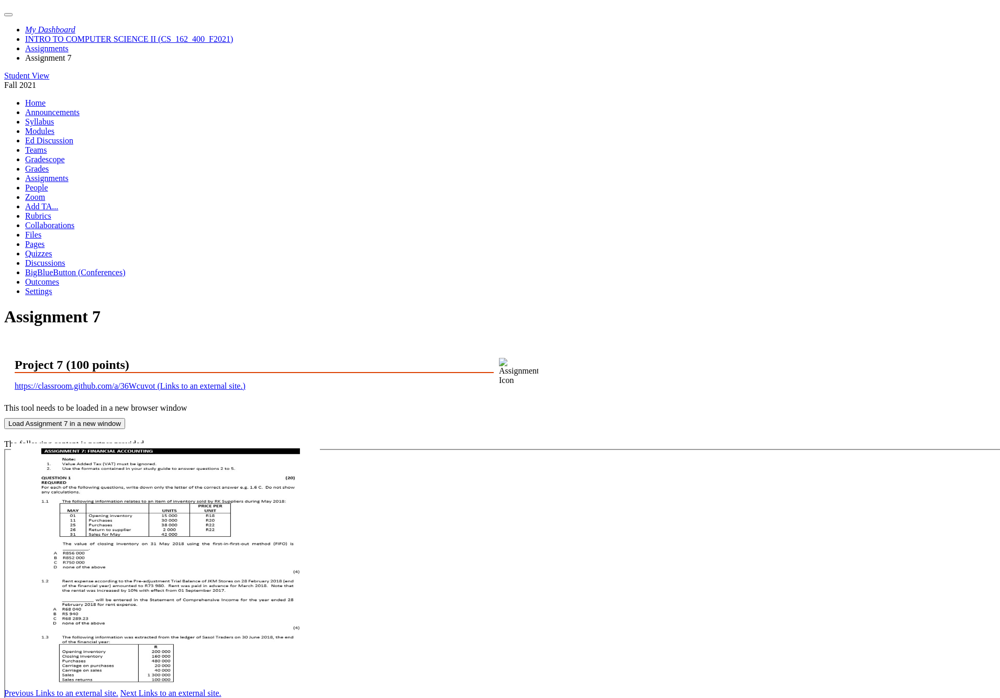 My Dashboard
INTRO TO COMPUTER SCIENCE II (CS_162_400_F2021)
Assignments
Assignment 7
Student View
Fall 2021
Home
Announcements
Syllabus
Modules
Ed Discussion
Teams
Gradescope
Grades
Assignments
People
Zoom
Add TA...
Rubrics
Collaborations
Files
Pages
Quizzes
Discussions
BigBlueButton (Conferences)
Outcomes
Settings
Assignment 7
Project 7 (100 points)
Assignment
Icon
https://classroom.github.com/a/36Wcuvot (Links to an external site.)
This tool needs to be loaded in a new browser window
Load Assignment 7 in a new window
The following content is partner provided
ASSIGNMENT 7: FINANCIAL ACCOUNTING
Note:
1. Value Added Tax (VAT) must be ignored.
2. Use the formats contained in your study guide to answer questions 2 to 5.
QUESTION 1 (20)
REQUIRED
For each of the following questions, write down only the letter of the correct answer e.g. 1.6 C. Do not show
any calculations.
1.1 The following information relates to an item of inventory sold by RK Suppliers during May 2018:
MAY UNITS PRICE PER UNIT
01 Opening inventory 15 000 R18
11 Purchases 30 000 R20
25 Purchases 38 000 R22
26 Return to supplier 2 000 R22
31 Sales for May 42 000
The value of closing inventory on 31 May 2018 using the first-in-first-out method (FIFO) is
__________.
A R856 000
B R852 000
C R750 000
D none of the above
(4)
1.2 Rent expense according to the Pre-adjustment Trial Balance of JKM Stores on 28 February 2018 (end
of the financial year) amounted to R73 980. Rent was paid in advance for March 2018. Note that
the rental was increased by 10% with effect from 01 September 2017.
____________ will be entered in the Statement of Comprehensive Income for the year ended 28
February 2018 for rent expense.
A R68 040
B R5 940
C R68 289.23
D none of the above
(4)
1.3 The following information was extracted from the ledger of Sasol Traders on 30 June 2018, the end
of the financial year:
R
Opening inventory 200 000
Closing inventory 160 000
Purchases 480 000
Carriage on purchases 20 000
Carriage on sales 40 000
Sales 1 300 000
Sales returns 100 000
Previous Links to an external site. Next Links to an external site.